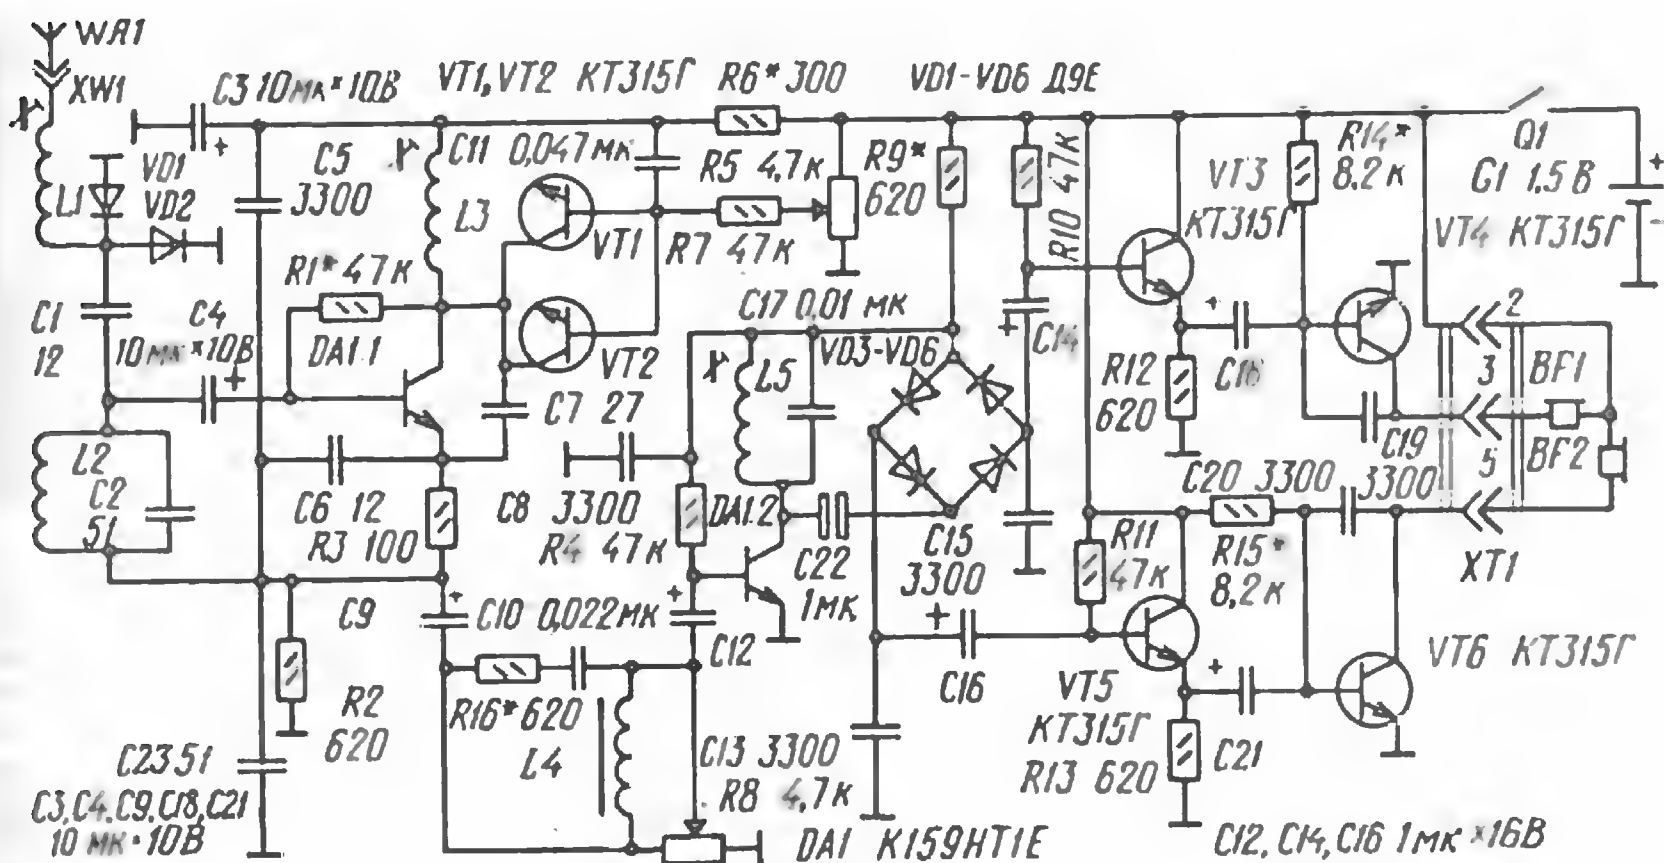 WA1
XW1
C3 10мк×10В
VT1, VT2 КТ315Г
R6* 300
VD1-VD6 Д9Е
L1
VD1
VD2
C5
3300
C11 0,047мк
L3
VT1
R5 4,7к
R7 47к
R9*
620
R10 47к
VT3
КТ315Г
R14*
8,2к
Q1
G1 1.5В
VT4 КТ315Г
R1* 47к
C1
12
C4
10мк×10В
DA1.1
VT2
C17 0,01 мк
VD3-VD6
L5
C14
R12
620
C18
2
3
5
BF1
BF2
C19
3300
C7 27
L2
C2
51
C6 12
R3 100
C8 3300
R4 47к
DA1.2
C22
1мк
C15
3300
C20 3300
R11
47к
R15*
8,2к
XT1
C9
C10 0,022мк
C12
C16
VT5
КТ315Г
R13 620
VT6 КТ315Г
R2
620
R16* 620
L4
C13 3300
R8 4,7к
C21
C23 51
C3, C4, C9, C18, C21
10 мк×10В
DA1 К159НТ1Е
C12, C14, C16 1мк×16В